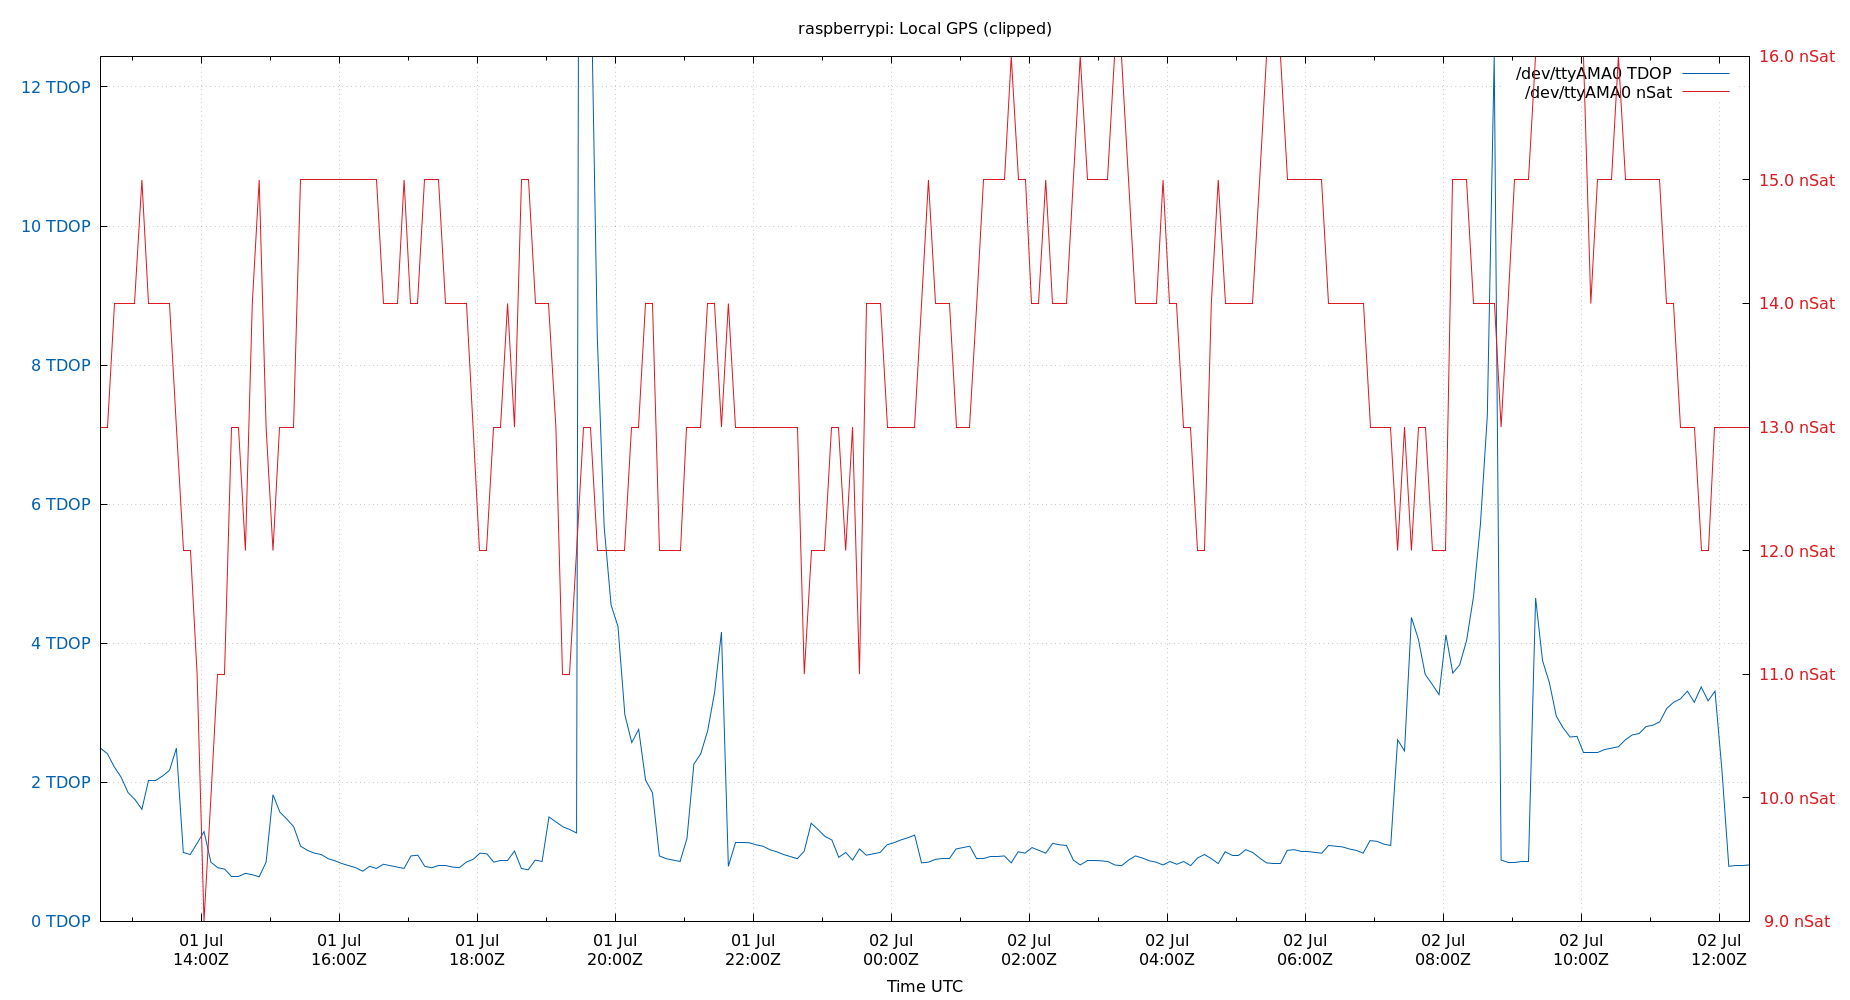 raspberrypi: Local GPS (clipped)
12 TDOP
10 TDOP
8 TDOP
6 TDOP
4 TDOP
2 TDOP
0 TDOP
16.0 nSat
15.0 nSat
14.0 nSat
13.0 nSat
12.0 nSat
11.0 nSat
10.0 nSat
9.0 nSat
/dev/ttyAMA0 TDOP
/dev/ttyAMA0 nSat
01 Jul 01 Jul 01 Jul 01 Jul 01 Jul 02 Jul 02 Jul 02 Jul 02 Jul 02 Jul 02 Jul 02 Jul
14:00Z 16:00Z 18:00Z 20:00Z 22:00Z 00:00Z 02:00Z 04:00Z 06:00Z 08:00Z 10:00Z 12:00Z
Time UTC